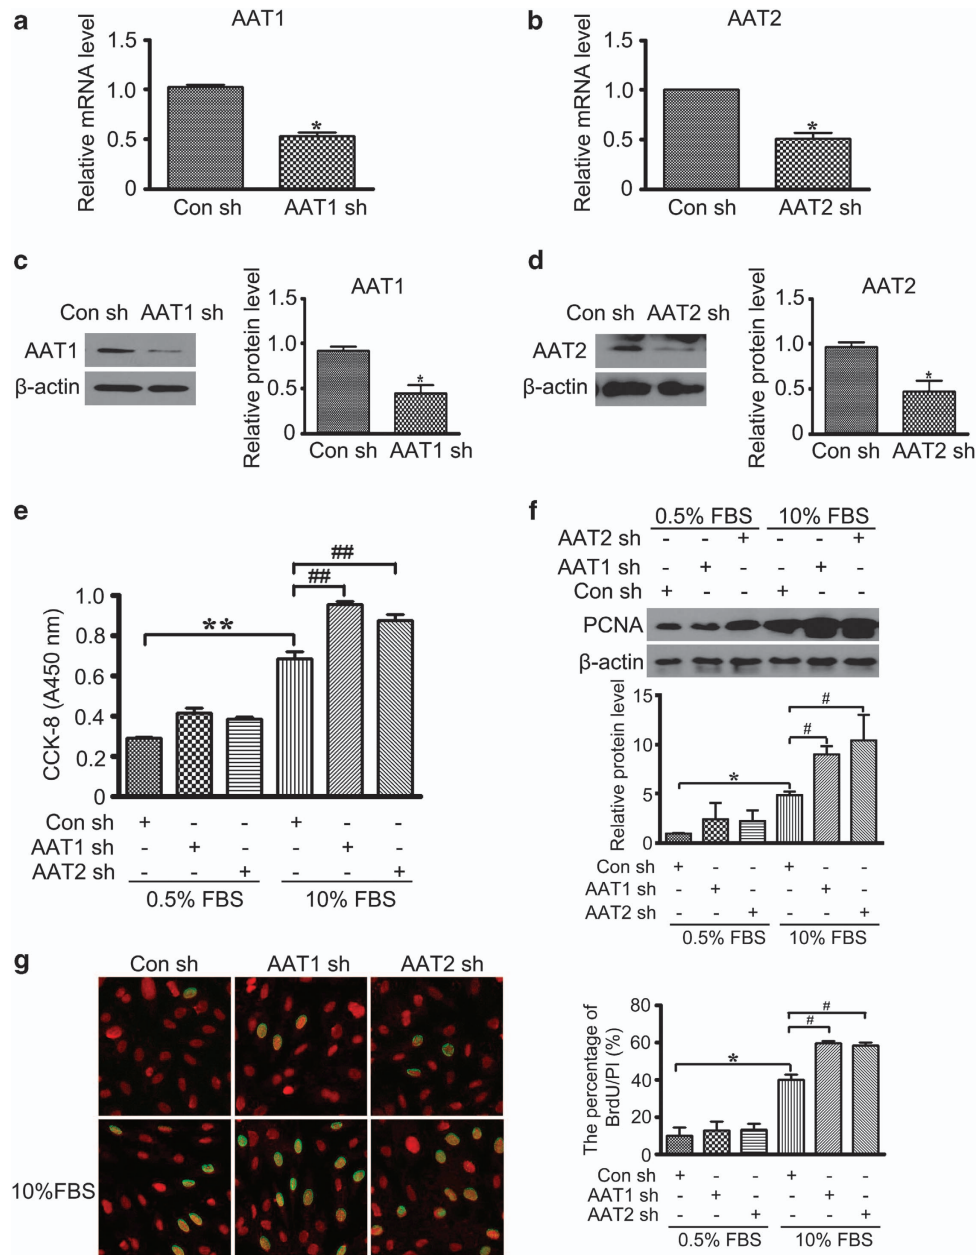 a
AAT1
Relative mRNA level
1.5
1.0
0.5
0
*
Con sh AAT1 sh
b
AAT2
Relative mRNA level
1.5
1.0
0.5
0
*
Con sh AAT2 sh
c
Con sh AAT1 sh
AAT1
β-actin
AAT1
Relative protein level
1.5
1.0
0.5
0
*
Con sh AAT1 sh
d
Con sh AAT2 sh
AAT2
β-actin
AAT2
Relative protein level
1.5
1.0
0.5
0
*
Con sh AAT2 sh
e
CCK-8 (A450 nm)
1.0
0.8
0.6
0.4
0.2
0
**
##
##
Con sh + - - + - -
AAT1 sh - + - - + -
AAT2 sh - - + - - +
0.5% FBS 10% FBS
f
0.5% FBS 10% FBS
AAT2 sh - - + - - +
AAT1 sh - + - - + -
Con sh + - - + - -
PCNA
β-actin
Relative protein level
15
10
5
0
*
#
#
Con sh + - - + - -
AAT1 sh - + - - + -
AAT2 sh - - + - - +
0.5% FBS 10% FBS
g
Con sh AAT1 sh AAT2 sh
10%FBS
The percentage of
BrdU/PI (%)
80
60
40
20
0
*
#
#
Con sh + - - + - -
AAT1 sh - + - - + -
AAT2 sh - - + - - +
0.5% FBS 10% FBS